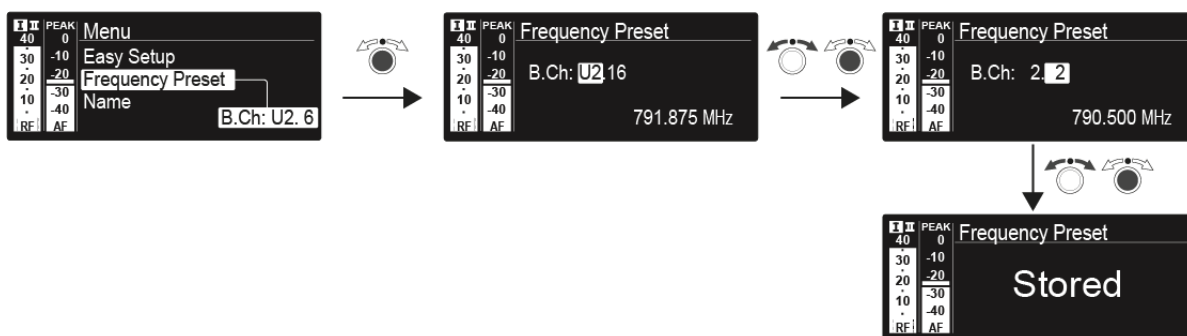 I II PEAK Menu
40 0
30 -10 Easy Setup
20 -20 Frequency Preset
10 -30 Name
-40 B.Ch: U2. 6
RF AF
I II PEAK Frequency Preset
40 0
30 -10
20 -20 B.Ch: U2.16
10 -30
-40 791.875 MHz
RF AF
I II PEAK Frequency Preset
40 0
30 -10
20 -20 B.Ch: 2. 2
10 -30
-40 790.500 MHz
RF AF
I II PEAK Frequency Preset
40 0
30 -10
20 -20 Stored
10 -30
-40
RF AF